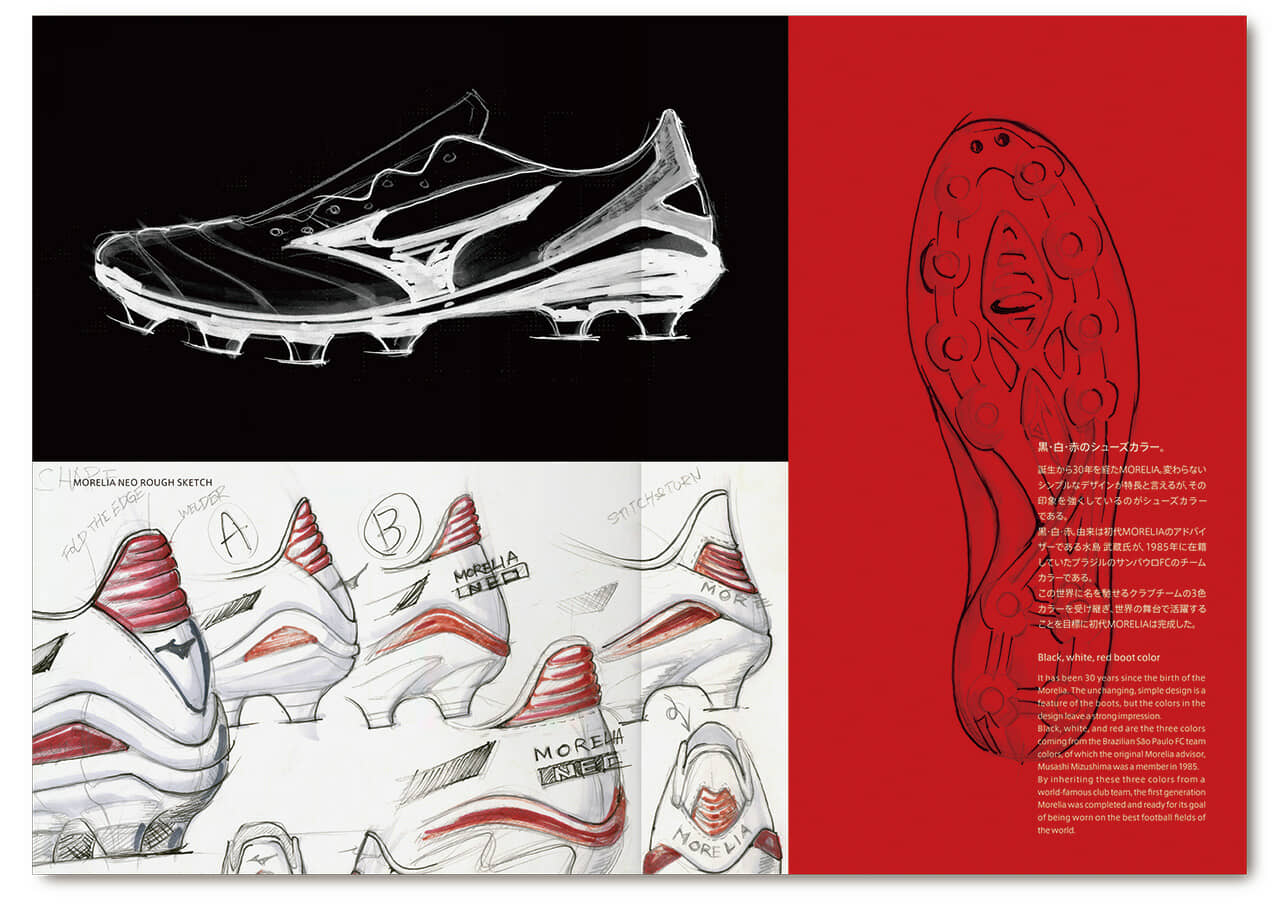 MORELIA NEO ROUGH SKETCH
FOLD THE EDGE
WELDER
A
B
STITCH & TURN
MORELIA
NEO
MORE
MORELIA
NEO
MORELIA
黒・白・赤のシューズカラー。
誕生から30年を経たMORELIA。変わらない
シンプルなデザインが特長と言えるが、その
印象を強くしているのがシューズカラー
である。
黒・白・赤。由来は初代MORELIAのアドバイ
ザーである水島 武蔵氏が、1985年に在籍
していたブラジルのサンパウロFCのチーム
カラーである。
この世界に名を馳せるクラブチームの3色
カラーを受け継ぎ、世界の舞台で活躍する
ことを目標に初代MORELIAは完成した。
Black, white, red boot color
It has been 30 years since the birth of the
Morelia. The unchanging, simple design is a
feature of the boots, but the colors in the
design leave a strong impression.
Black, white, and red are the three colors
coming from the Brazilian São Paulo FC team
colors, of which the original Morelia advisor,
Musashi Mizushima was a member in 1985.
By inheriting these three colors from a
world-famous club team, the first generation
Morelia was completed and ready for its goal
of being worn on the best football fields of
the world.